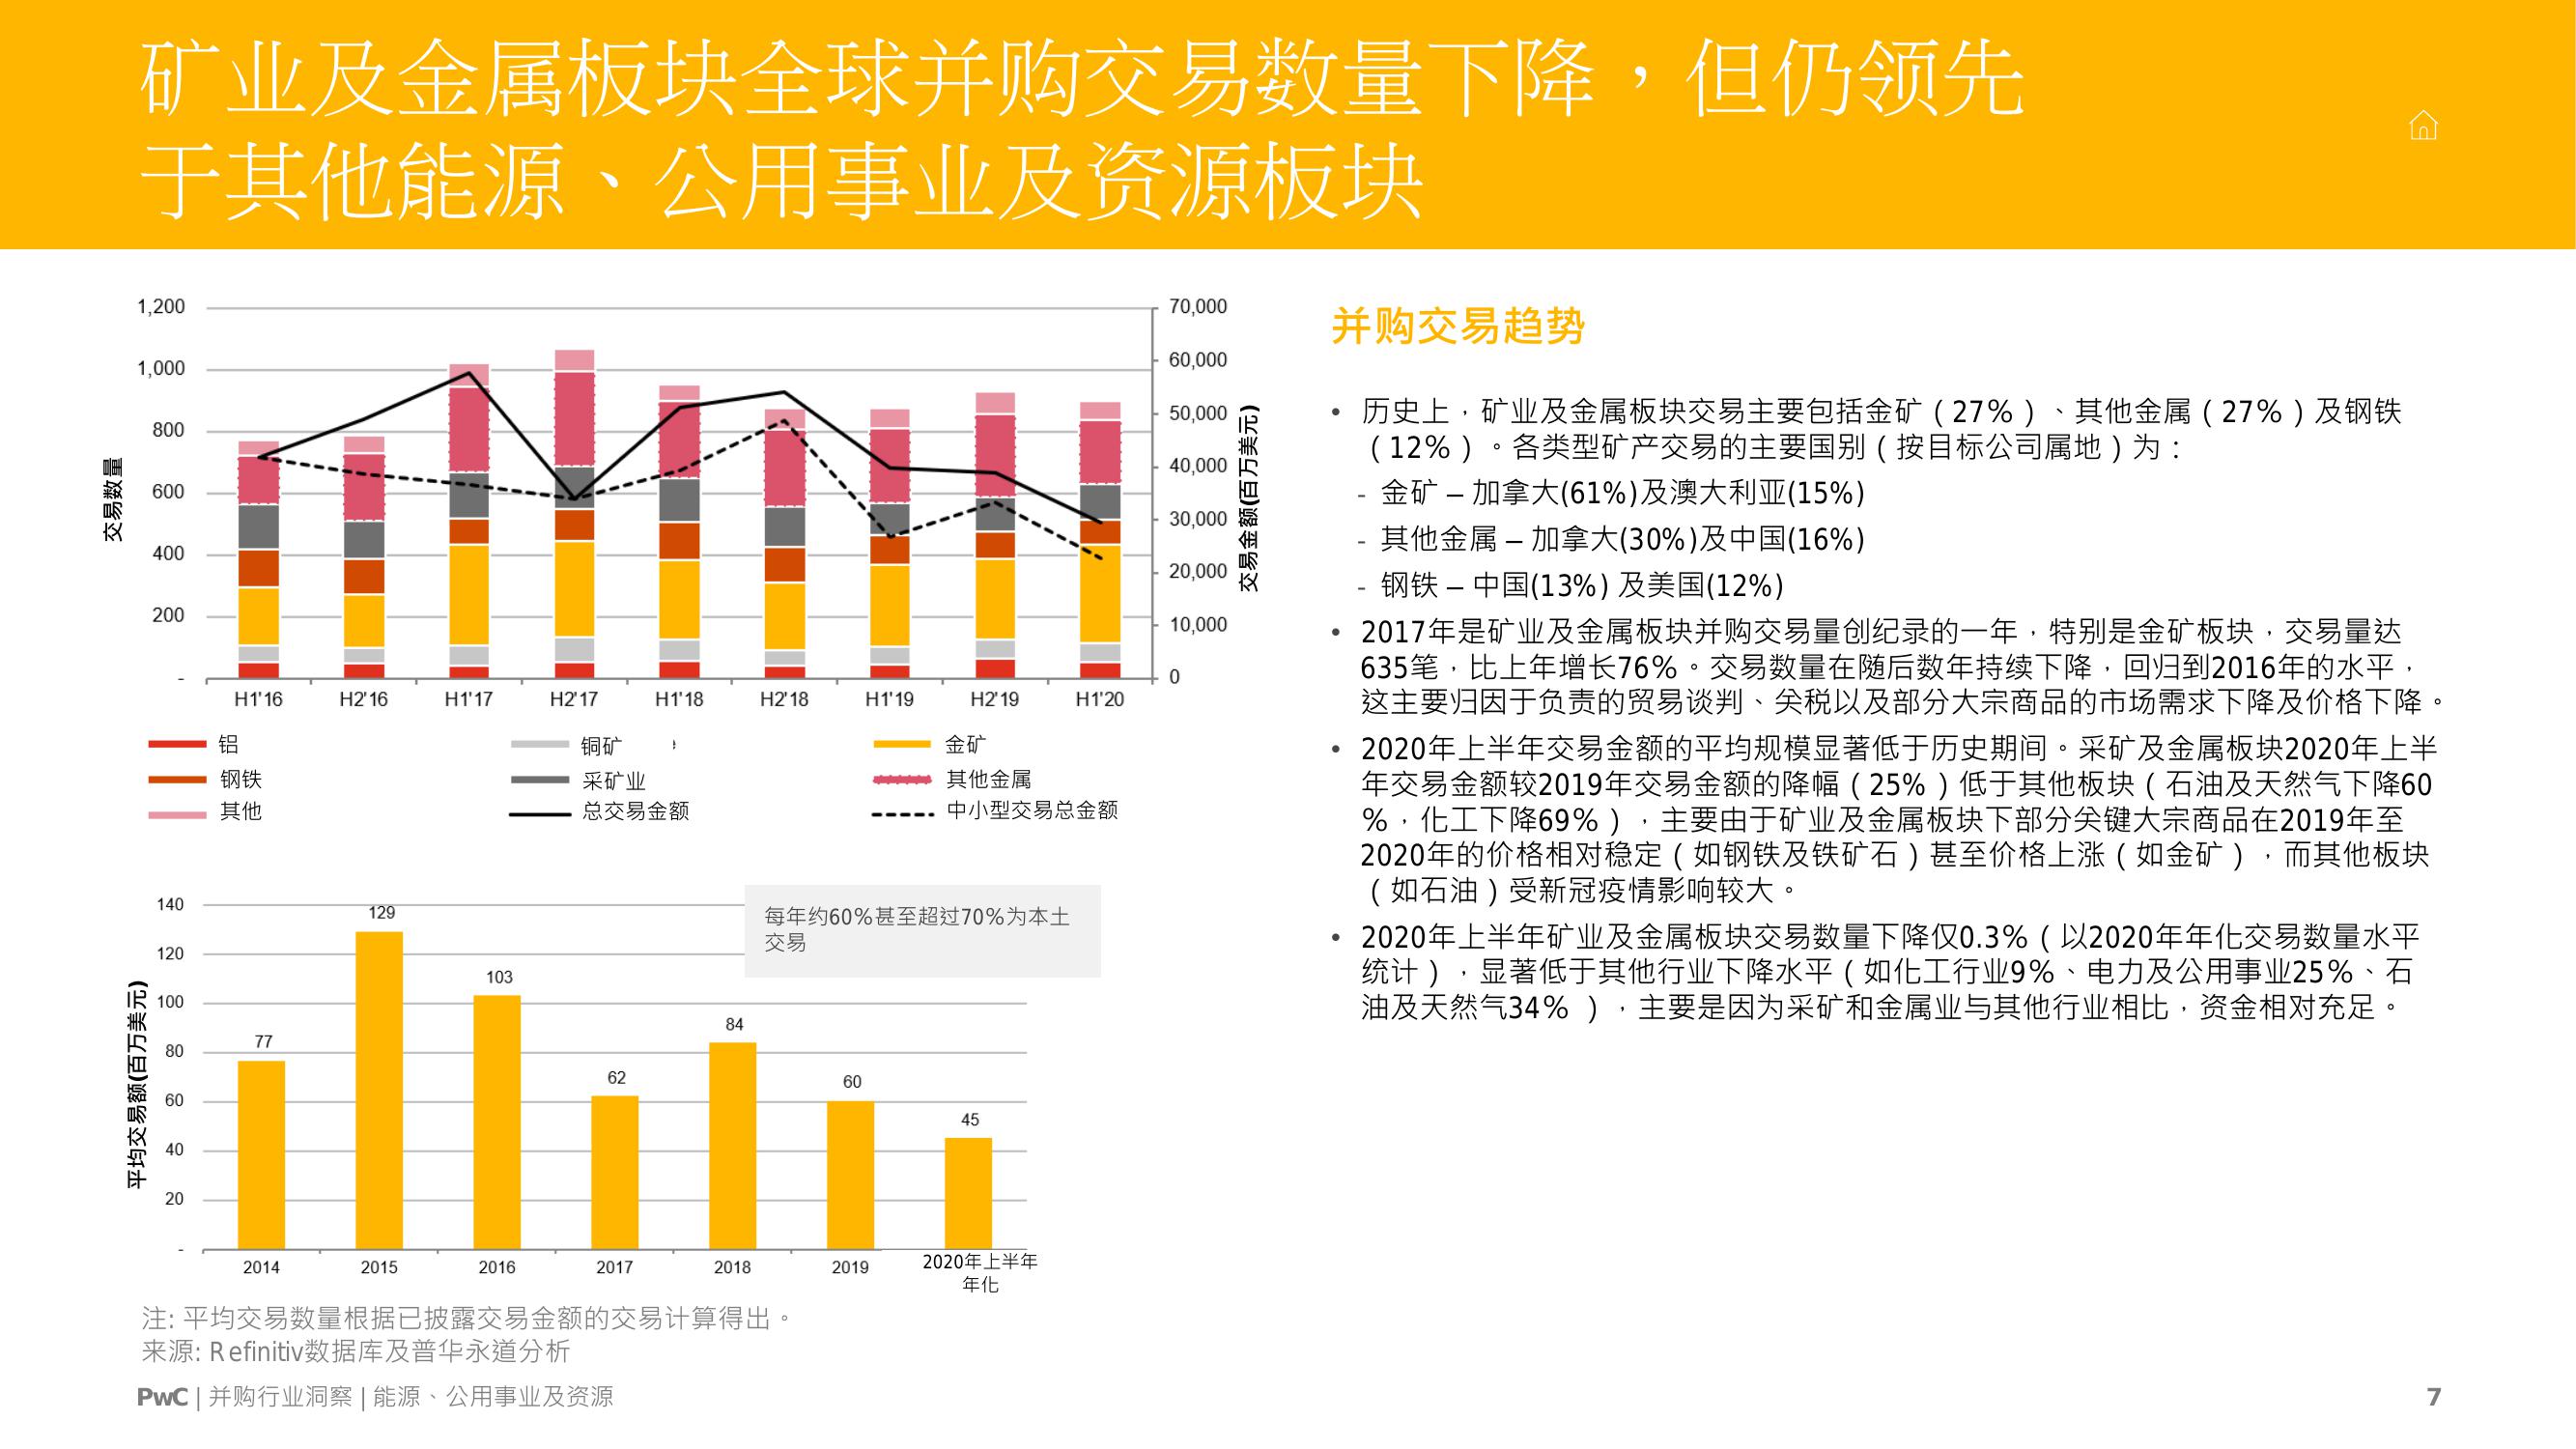 矿业及金属板块全球并购交易数量下降，但仍领先
于其他能源、公用事业及资源板块
交易数量
1,200
1,000
800
600
400
200
-
70,000
60,000
50,000
40,000
30,000
20,000
10,000
0
交易金额(百万美元)
H1'16 H2'16 H1'17 H2'17 H1'18 H2'18 H1'19 H2'19 H1'20
铝 铜矿 金矿
钢铁 采矿业 其他金属
其他 总交易金额 中小型交易总金额
平均交易额(百万美元)
140
120
100
80
60
40
20
-
77 129 103 62 84 60 45
每年约60%甚至超过70%为本土
交易
2014 2015 2016 2017 2018 2019 2020年上半年
年化
注: 平均交易数量根据已披露交易金额的交易计算得出。
来源: Refinitiv数据库及普华永道分析
并购交易趋势
• 历史上，矿业及金属板块交易主要包括金矿（27%）、其他金属（27%）及钢铁
（12%）。各类型矿产交易的主要国别（按目标公司属地）为：
- 金矿 – 加拿大(61%)及澳大利亚(15%)
- 其他金属 – 加拿大(30%)及中国(16%)
- 钢铁 – 中国(13%) 及美国(12%)
• 2017年是矿业及金属板块并购交易量创纪录的一年，特别是金矿板块，交易量达
635笔，比上年增长76%。交易数量在随后数年持续下降，回归到2016年的水平，
这主要归因于负责的贸易谈判、关税以及部分大宗商品的市场需求下降及价格下降。
• 2020年上半年交易金额的平均规模显著低于历史期间。采矿及金属板块2020年上半
年交易金额较2019年交易金额的降幅（25%）低于其他板块（石油及天然气下降60
%，化工下降69%），主要由于矿业及金属板块下部分关键大宗商品在2019年至
2020年的价格相对稳定（如钢铁及铁矿石）甚至价格上涨（如金矿），而其他板块
（如石油）受新冠疫情影响较大。
• 2020年上半年矿业及金属板块交易数量下降仅0.3%（以2020年年化交易数量水平
统计），显著低于其他行业下降水平（如化工行业9%、电力及公用事业25%、石
油及天然气34% ），主要是因为采矿和金属业与其他行业相比，资金相对充足。
PwC | 并购行业洞察 | 能源、公用事业及资源
7